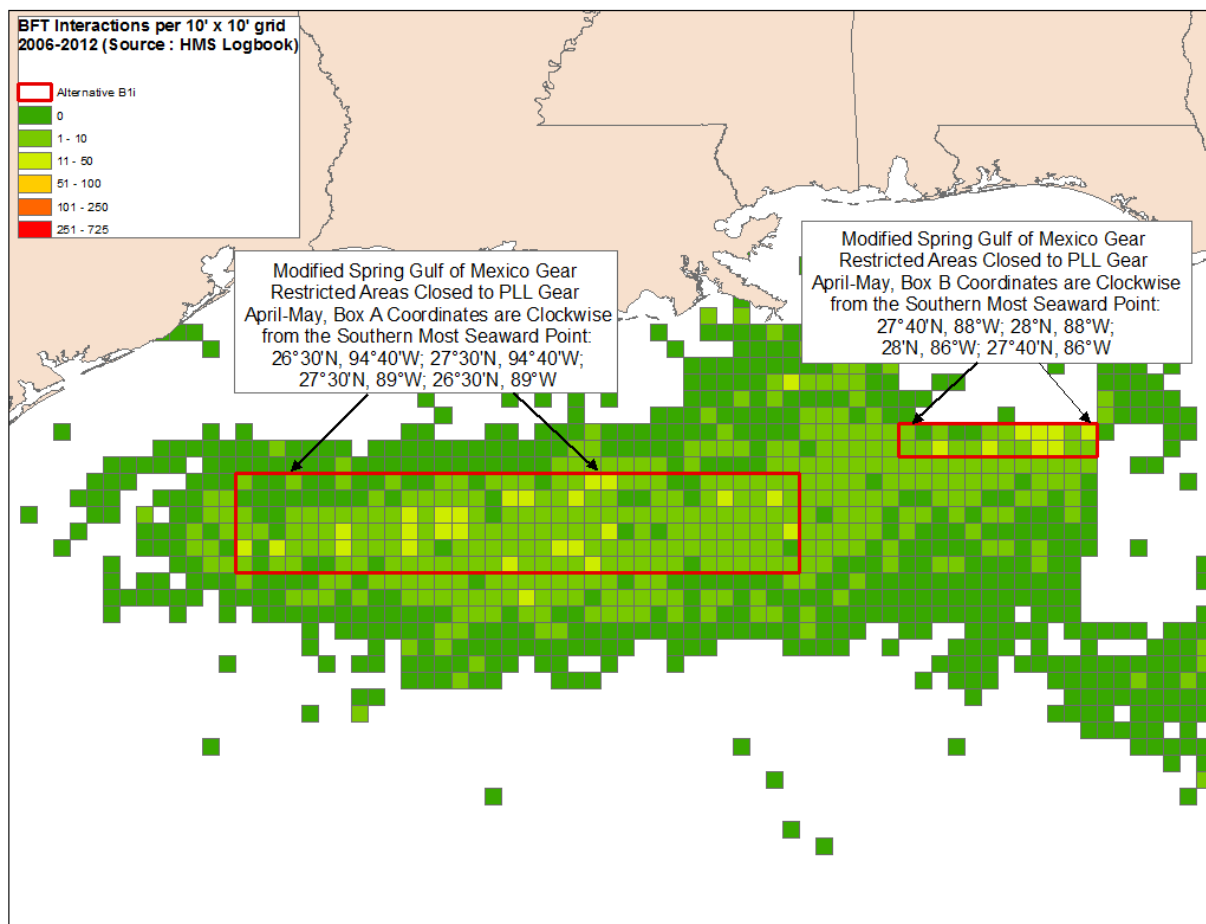 BFT Interactions per 10' x 10' grid
2006-2012 (Source : HMS Logbook)
Alternative B1i
0
1 - 10
11 - 50
51 - 100
101 - 250
251 - 725
Modified Spring Gulf of Mexico Gear
Restricted Areas Closed to PLL Gear
April-May, Box A Coordinates are Clockwise
from the Southern Most Seaward Point:
26°30'N, 94°40'W; 27°30'N, 94°40'W;
27°30'N, 89°W; 26°30'N, 89°W
Modified Spring Gulf of Mexico Gear
Restricted Areas Closed to PLL Gear
April-May, Box B Coordinates are Clockwise
from the Southern Most Seaward Point:
27°40'N, 88°W; 28°N, 88°W;
28'N, 86°W; 27°40'N, 86°W